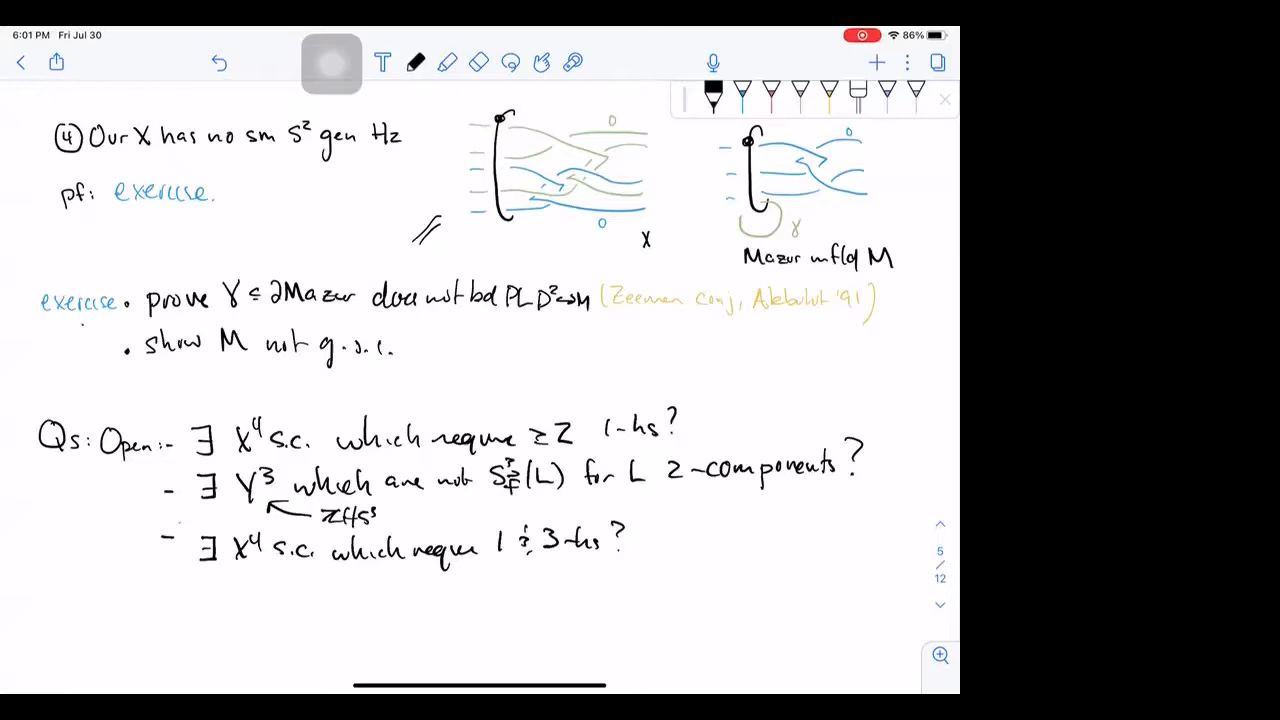 6:01 PM Fri Jul 30
86%
④ Our X has no sm S² gen H₂
pf: exercise.
0
0
X
0
γ
Mazur mfld M
exercise • prove γ ⊂ ∂Mazur does not bd PL D² ↪ M (Zeeman conj, Akbulut '91)
• show M not g.s.c.
Qs: Open:- ∃ X⁴ s.c. which require ≥2 1-hs?
- ∃ Y³ which are not S³ (L) for L 2-components?
ZHS³
- ∃ X⁴ s.c. which require 1 & 3-hs?
5
/
12